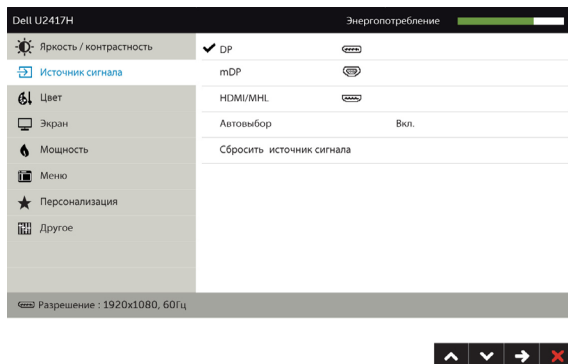 Dell U2417H Энергопотребление
Яркость / контрастность
Источник сигнала
Цвет
Экран
Мощность
Меню
Персонализация
Другое
DP
mDP
HDMI/MHL
Автовыбор Вкл.
Сбросить источник сигнала
Разрешение : 1920x1080, 60Гц